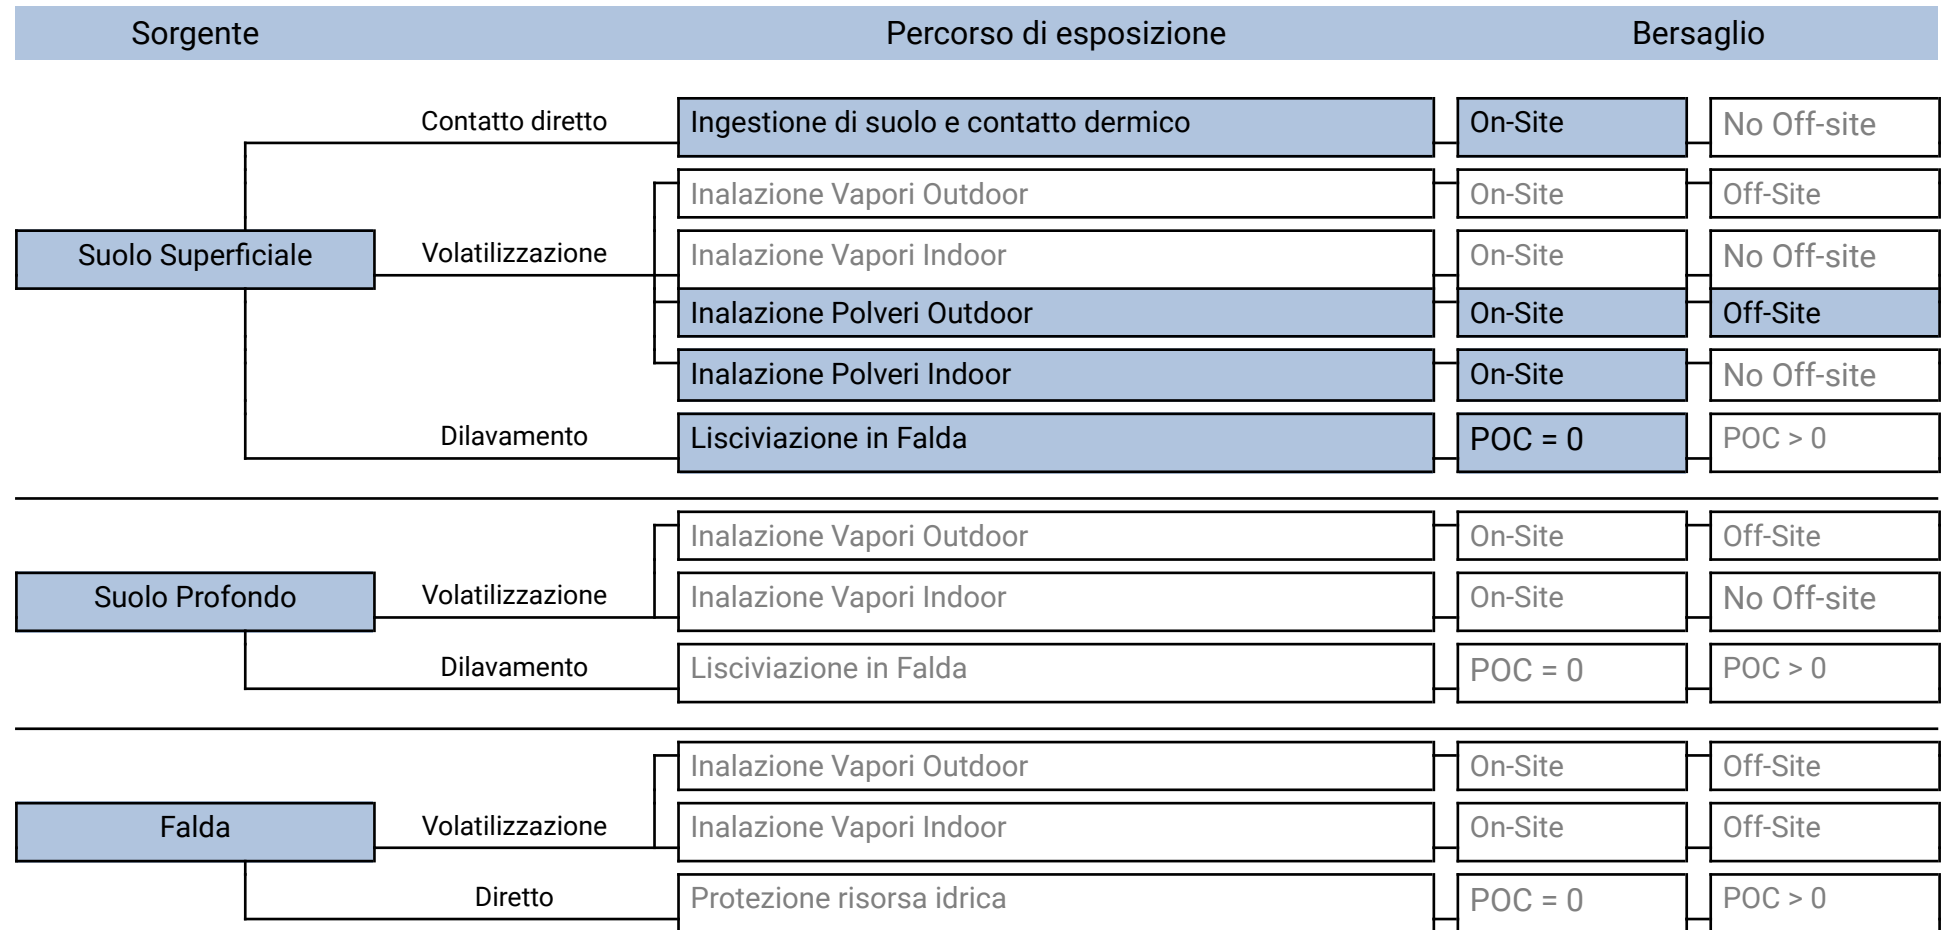 Sorgente Percorso di esposizione Bersaglio
Contatto diretto Ingestione di suolo e contatto dermico On-Site No Off-site
Inalazione Vapori Outdoor On-Site Off-Site
Suolo Superficiale Volatilizzazione Inalazione Vapori Indoor On-Site No Off-site
Inalazione Polveri Outdoor On-Site Off-Site
Inalazione Polveri Indoor On-Site No Off-site
Dilavamento Lisciviazione in Falda POC = 0 POC > 0
Inalazione Vapori Outdoor On-Site Off-Site
Suolo Profondo Volatilizzazione Inalazione Vapori Indoor On-Site No Off-site
Dilavamento Lisciviazione in Falda POC = 0 POC > 0
Inalazione Vapori Outdoor On-Site Off-Site
Falda Volatilizzazione Inalazione Vapori Indoor On-Site Off-Site
Diretto Protezione risorsa idrica POC = 0 POC > 0